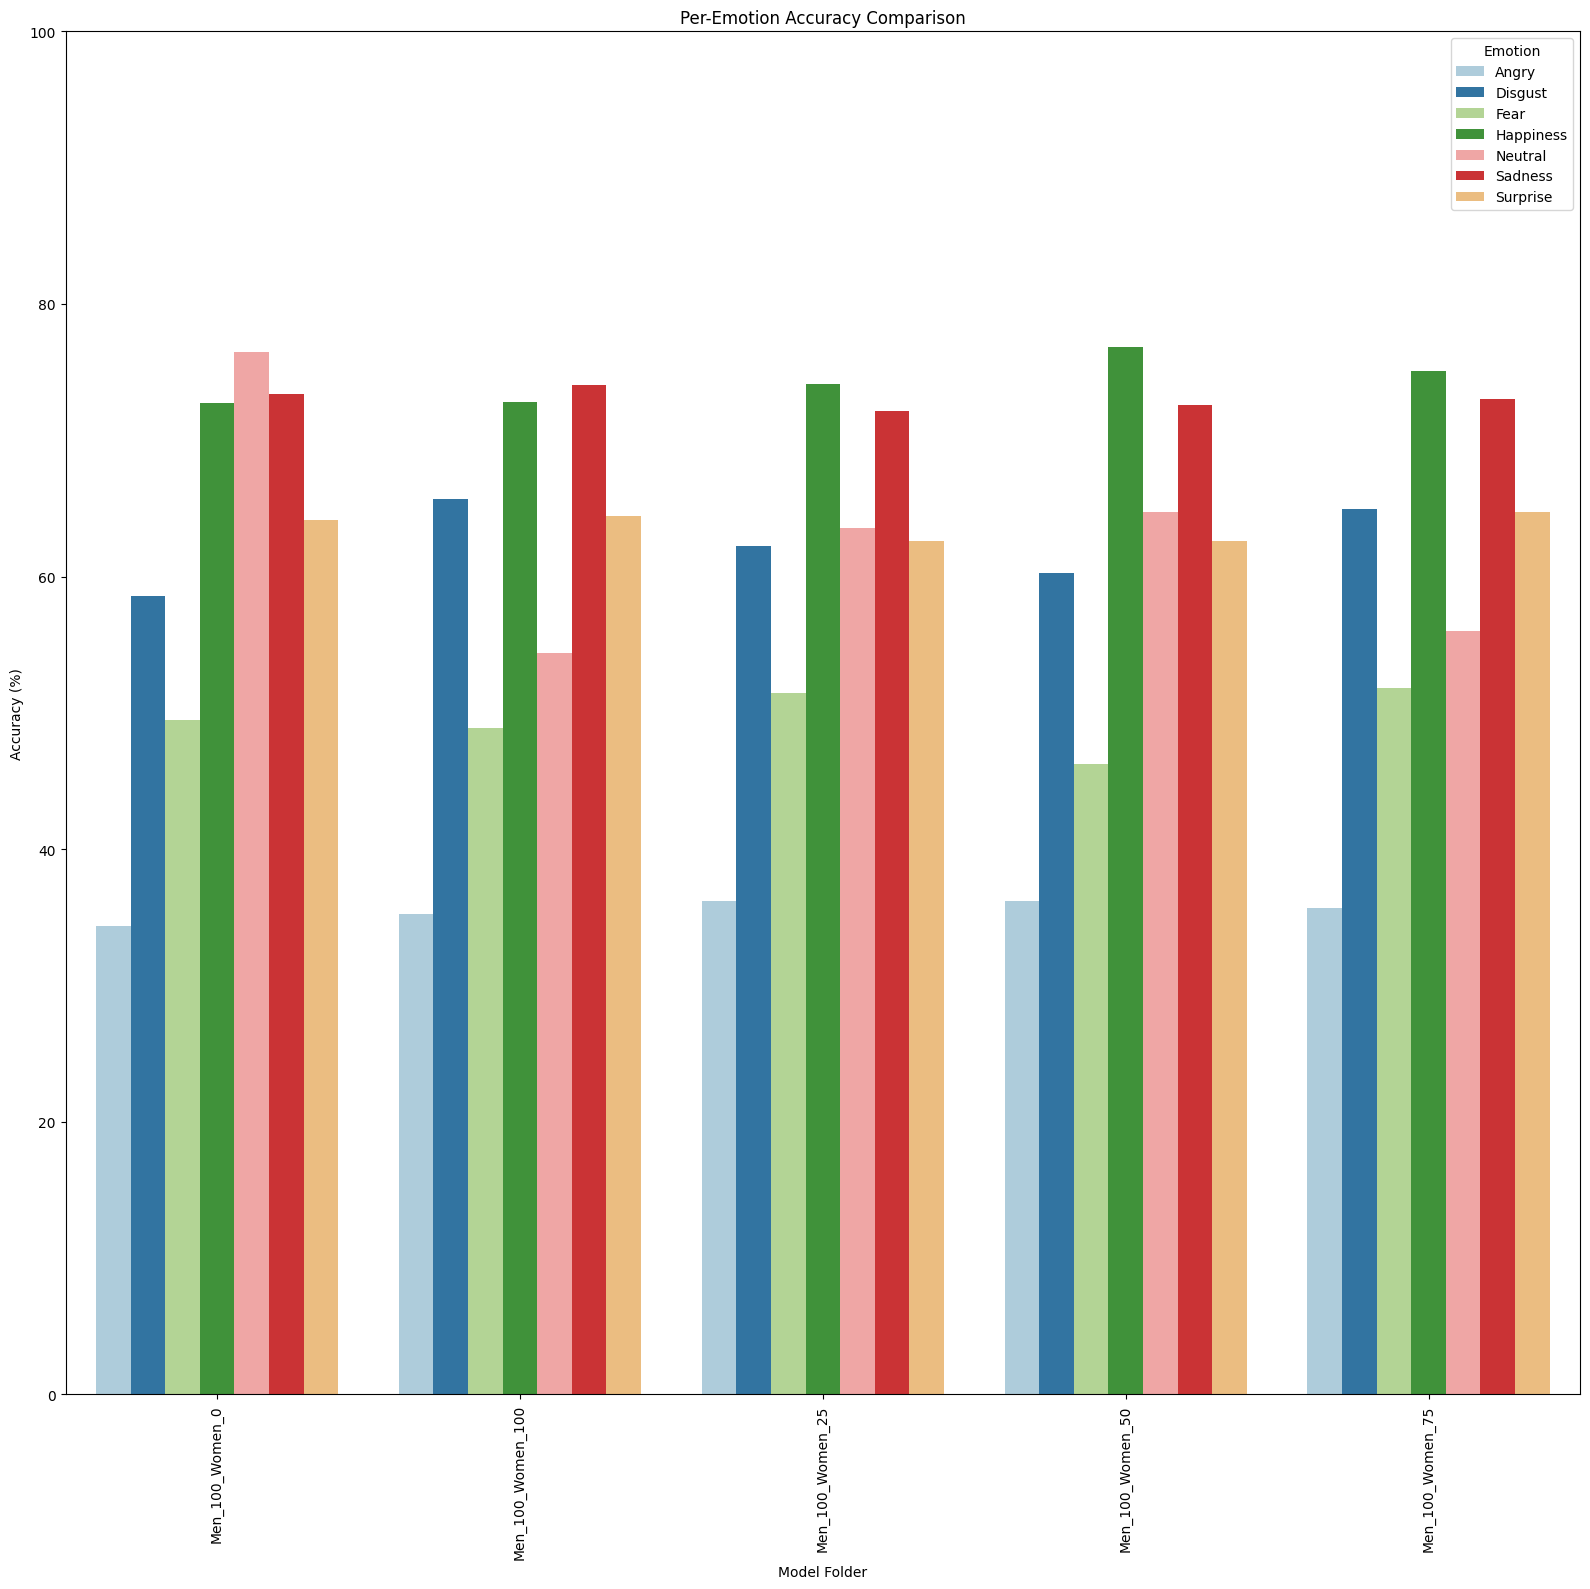 Per-Emotion Accuracy Comparison
Emotion
Angry
Disgust
Fear
Happiness
Neutral
Sadness
Surprise
Accuracy (%)
100
80
60
40
20
0
Men_100_Women_0
Men_100_Women_100
Men_100_Women_25
Men_100_Women_50
Men_100_Women_75
Model Folder